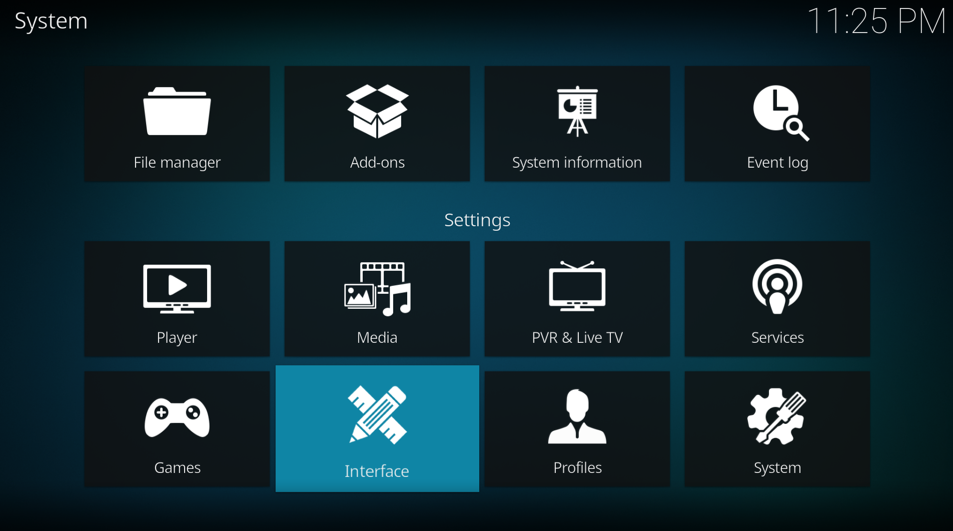 System
11:25 PM
File manager
Add-ons
System information
Event log
Settings
Player
Media
PVR & Live TV
Services
Games
Interface
Profiles
System